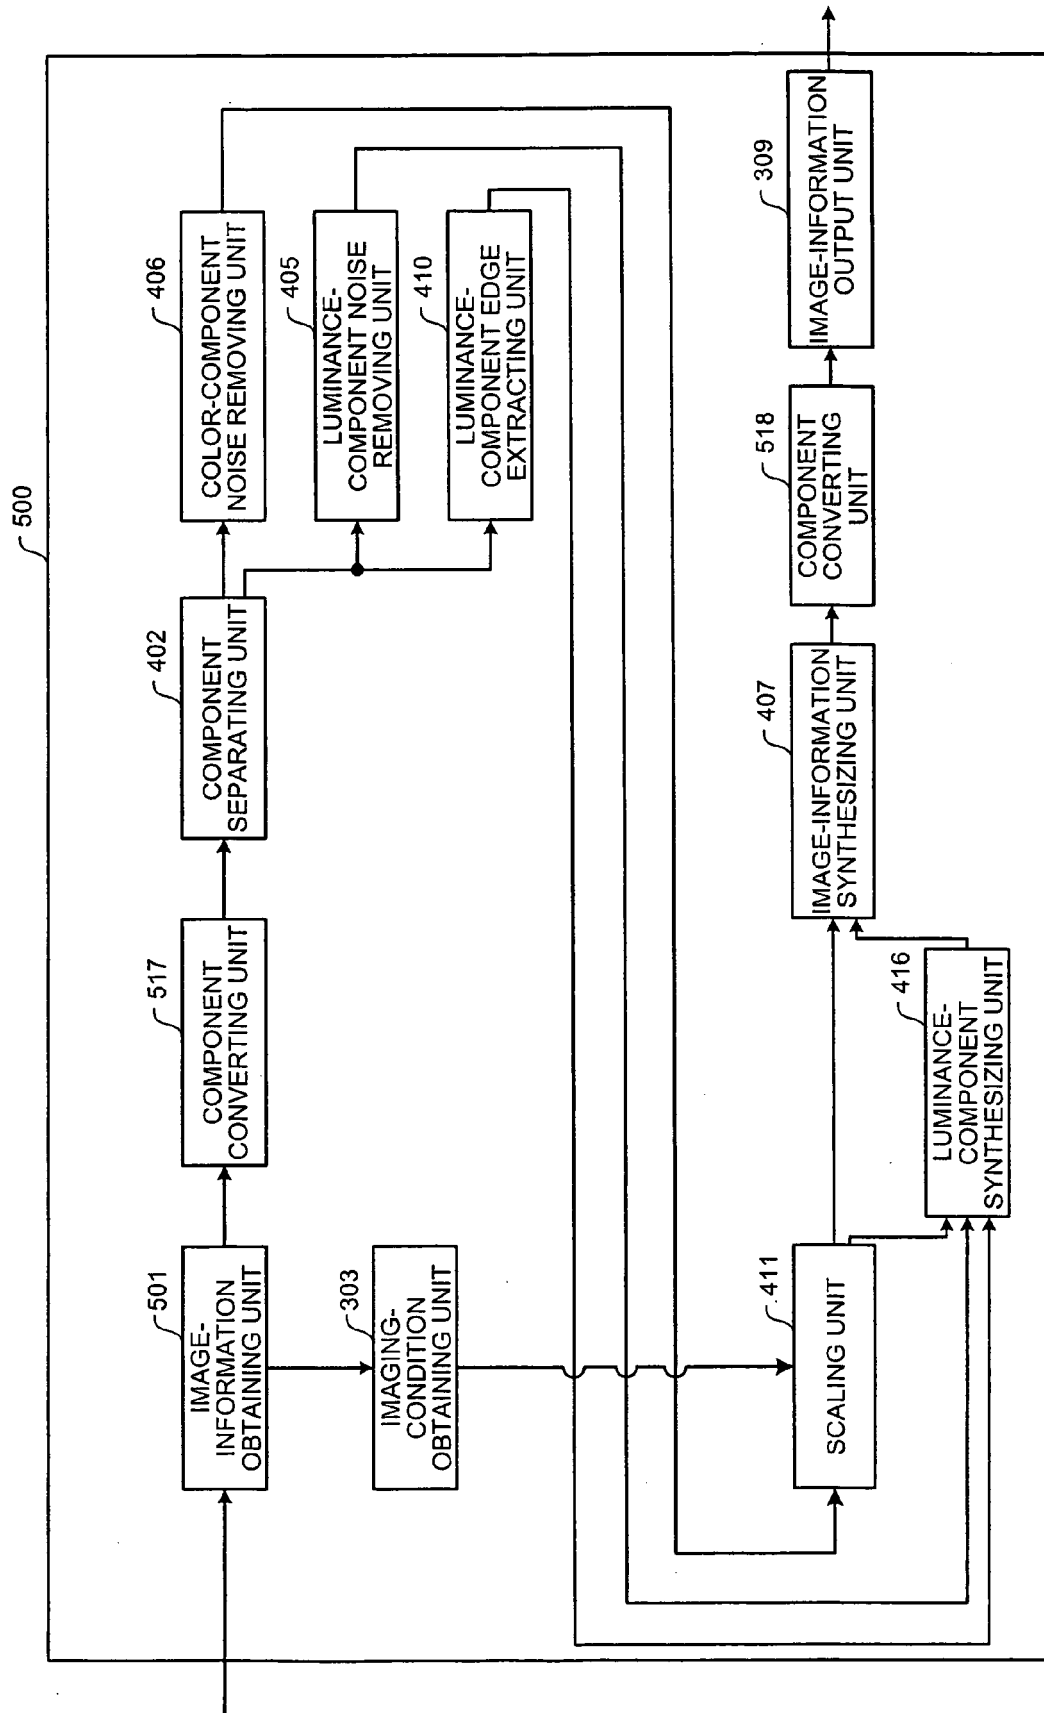 500
501
IMAGE-
INFORMATION
OBTAINING UNIT
517
COMPONENT
CONVERTING UNIT
402
COMPONENT
SEPARATING UNIT
406
COLOR-COMPONENT
NOISE REMOVING UNIT
405
LUMINANCE-
COMPONENT NOISE
REMOVING UNIT
410
LUMINANCE-
COMPONENT EDGE
EXTRACTING UNIT
303
IMAGING-
CONDITION
OBTAINING UNIT
411
SCALING UNIT
416
LUMINANCE-
COMPONENT
SYNTHESIZING UNIT
407
IMAGE-INFORMATION
SYNTHESIZING UNIT
518
COMPONENT
CONVERTING
UNIT
309
IMAGE-INFORMATION
OUTPUT UNIT